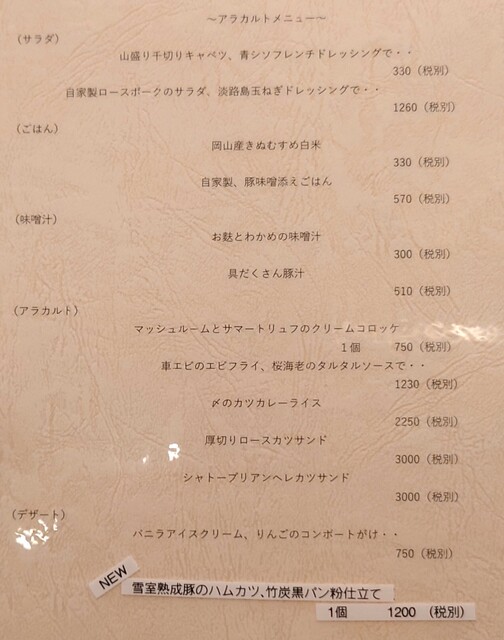 ～アラカルトメニュー～
（サラダ）
山盛り千切りキャベツ、青シソフレンチドレッシングで・・
330（税別）
自家製ロースポークのサラダ、淡路島玉ねぎドレッシングで・・
1260（税別）
（ごはん）
岡山産きぬむすめ白米
330（税別）
自家製、豚味噌添えごはん
570（税別）
（味噌汁）
お麩とわかめの味噌汁
300（税別）
具だくさん豚汁
510（税別）
（アラカルト）
マッシュルームとサマートリュフのクリームコロッケ
1個　750（税別）
車エビのエビフライ、桜海老のタルタルソースで・・
1230（税別）
〆のカツカレーライス
2250（税別）
厚切りロースカツサンド
3000（税別）
シャトーブリアンヘレカツサンド
3000（税別）
（デザート）
バニラアイスクリーム、りんごのコンポートがけ・・
750（税別）
NEW
雪室熟成豚のハムカツ、竹炭黒パン粉仕立て
1個　1200（税別）